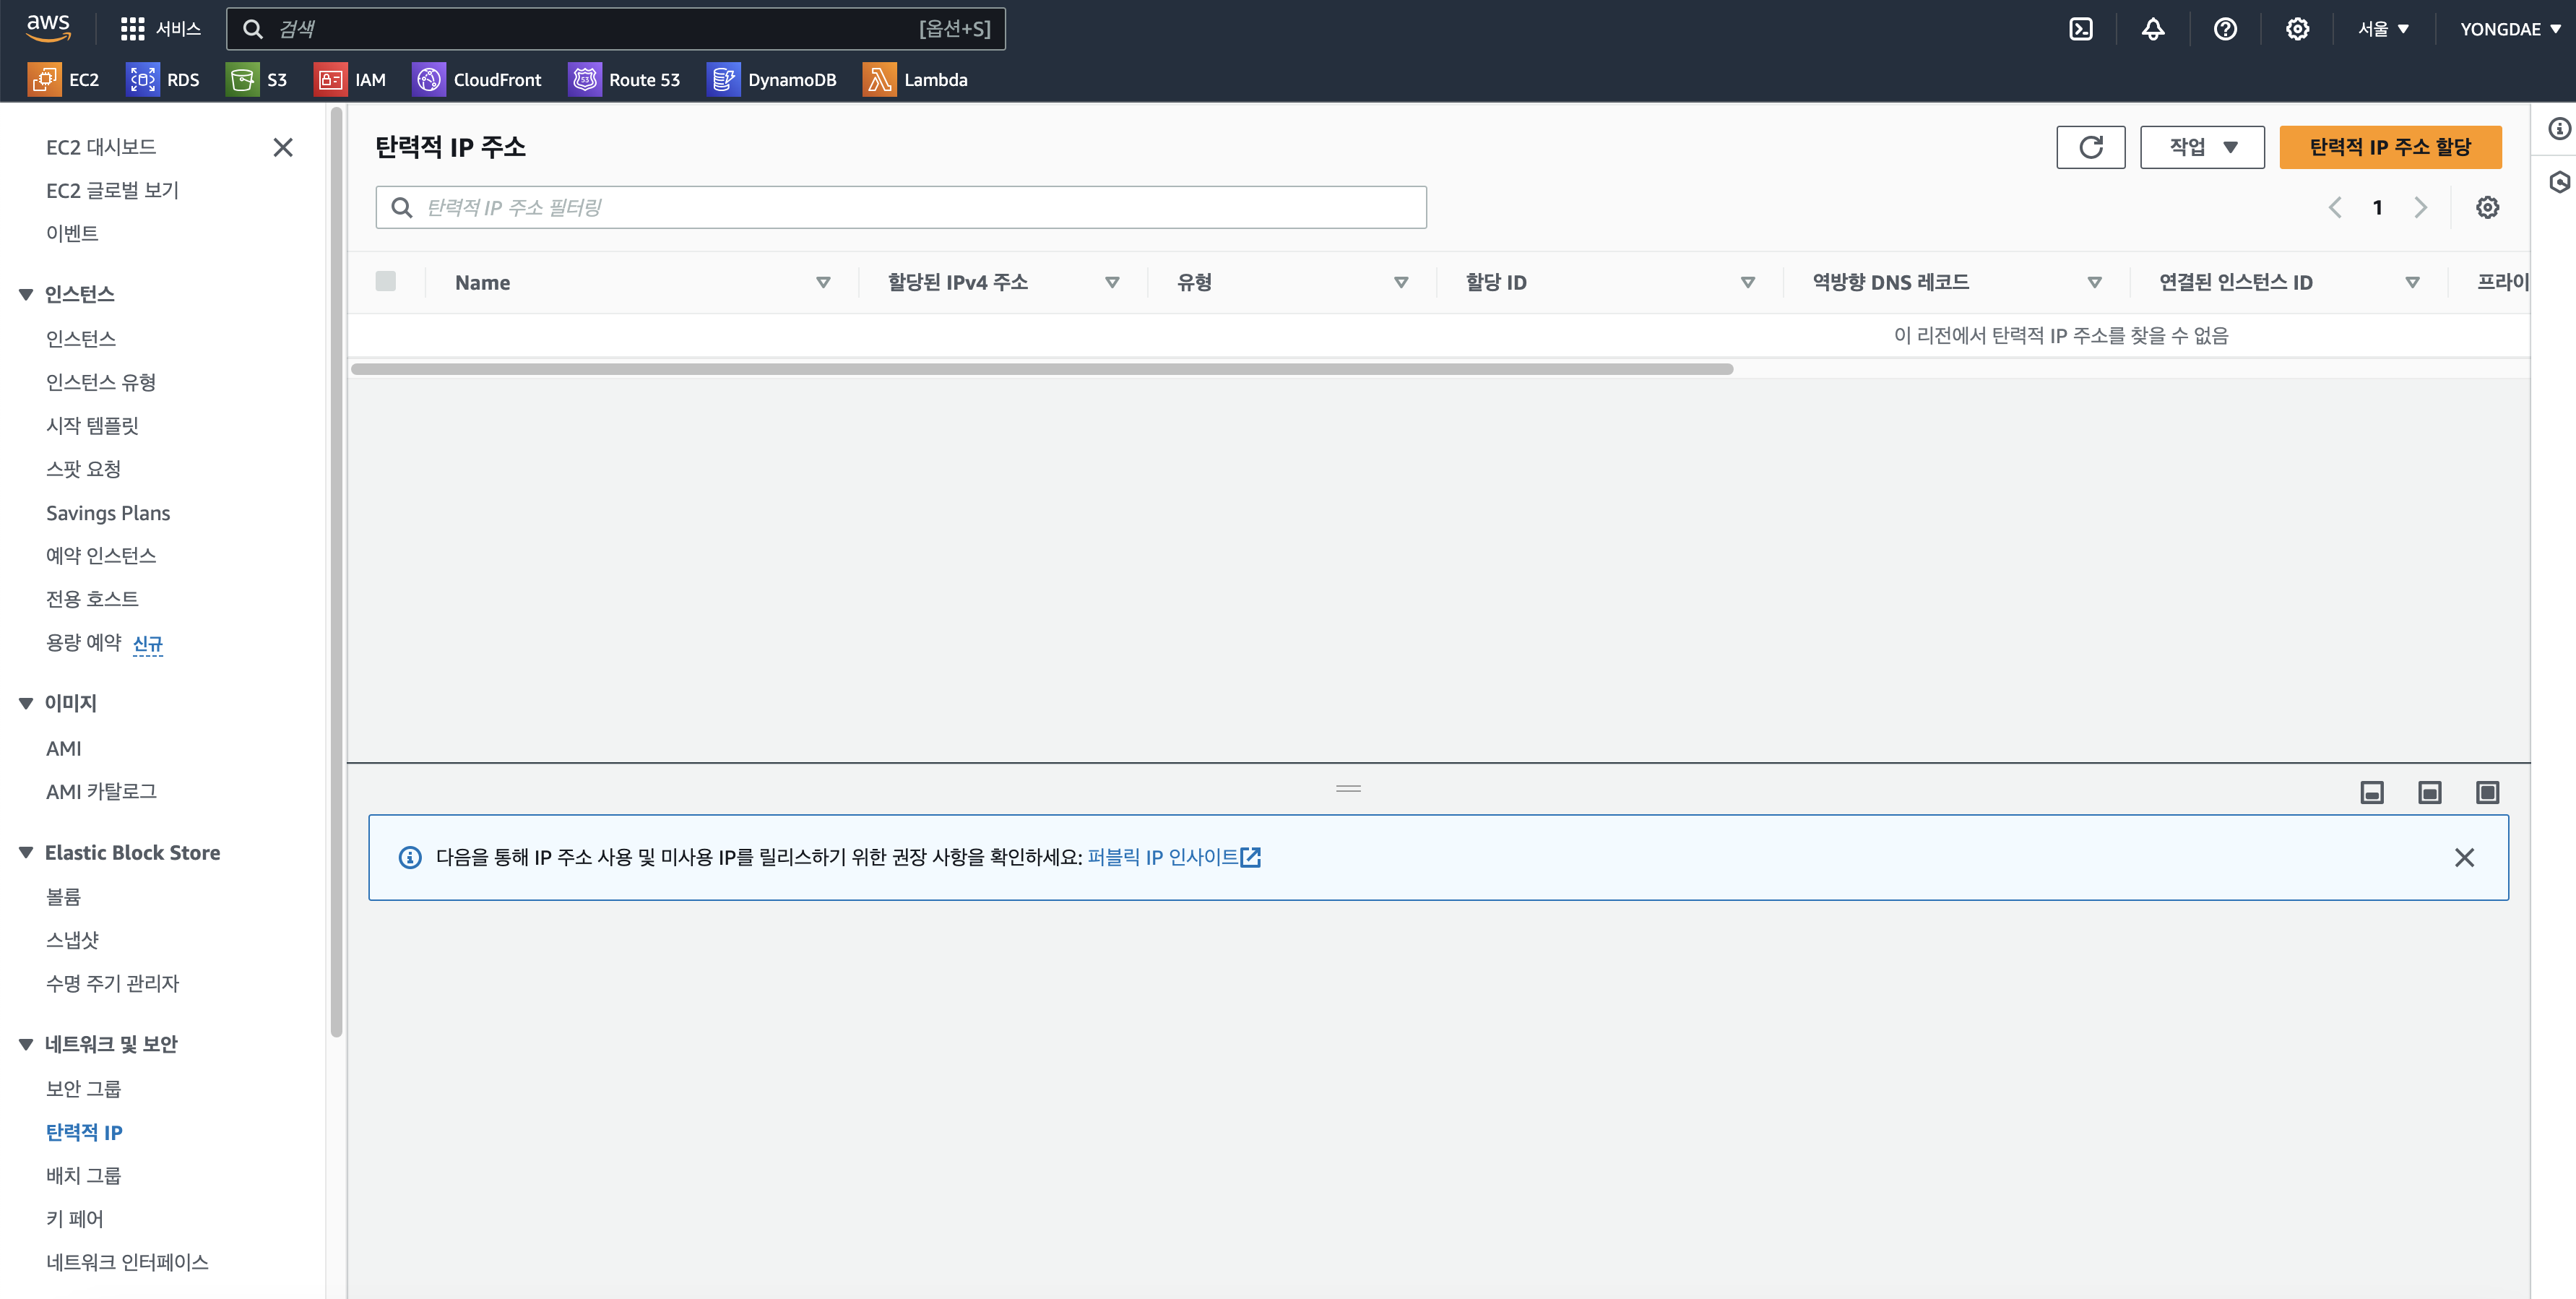 aws
서비스
검색
[옵션+S]
서울
YONGDAE
EC2
RDS
S3
IAM
CloudFront
Route 53
DynamoDB
Lambda
EC2 대시보드
EC2 글로벌 보기
이벤트
인스턴스
인스턴스
인스턴스 유형
시작 템플릿
스팟 요청
Savings Plans
예약 인스턴스
전용 호스트
용량 예약 신규
이미지
AMI
AMI 카탈로그
Elastic Block Store
볼륨
스냅샷
수명 주기 관리자
네트워크 및 보안
보안 그룹
탄력적 IP
배치 그룹
키 페어
네트워크 인터페이스
탄력적 IP 주소
작업
탄력적 IP 주소 할당
탄력적 IP 주소 필터링
1
Name
할당된 IPv4 주소
유형
할당 ID
역방향 DNS 레코드
연결된 인스턴스 ID
프라이
이 리전에서 탄력적 IP 주소를 찾을 수 없음
다음을 통해 IP 주소 사용 및 미사용 IP를 릴리스하기 위한 권장 사항을 확인하세요: 퍼블릭 IP 인사이트